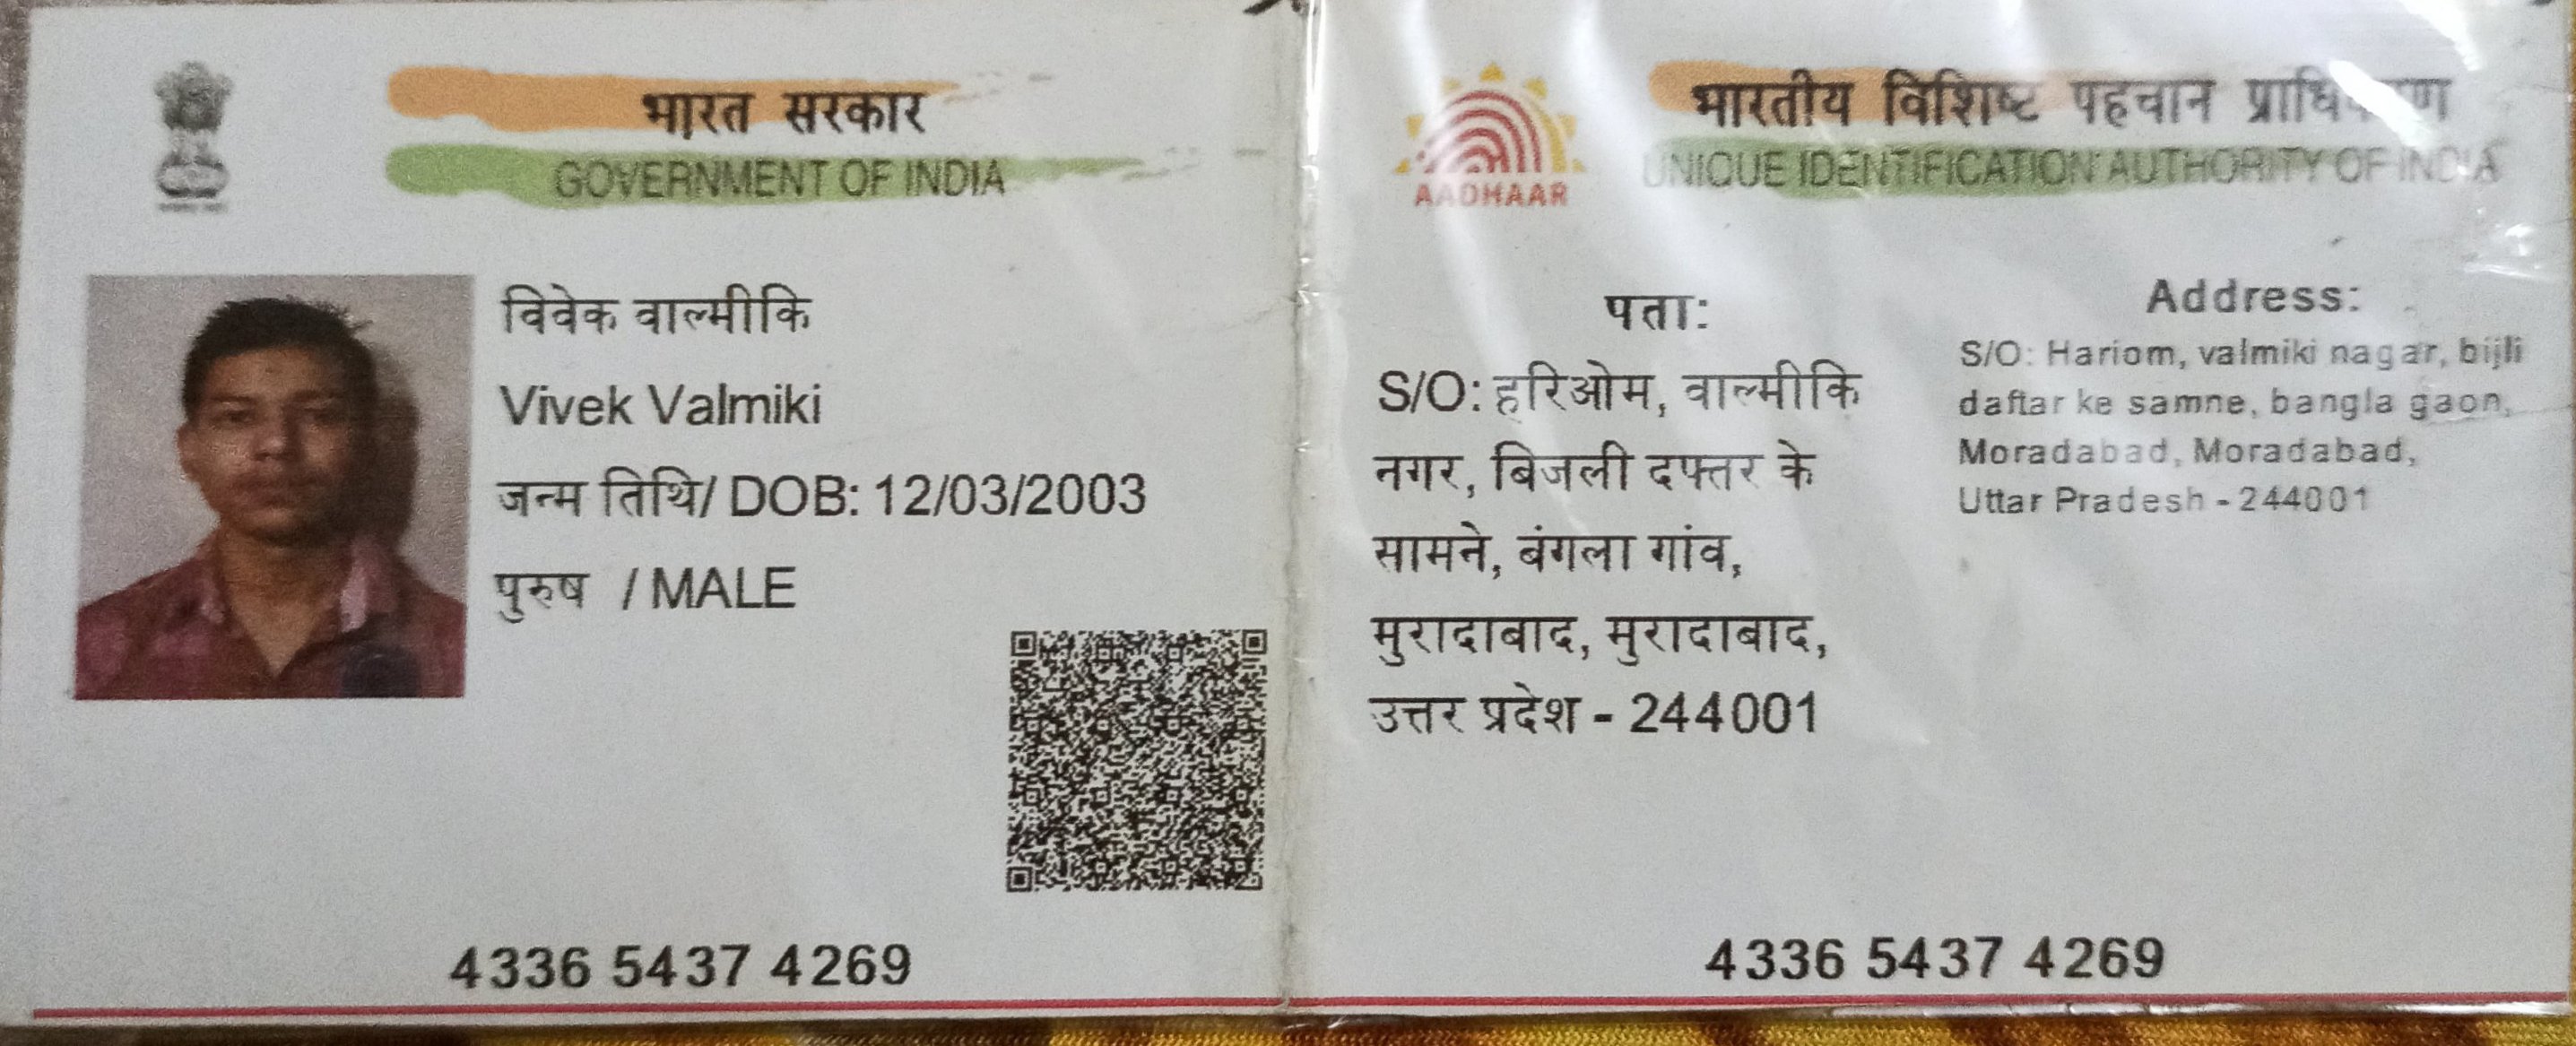 भारत सरकार
GOVERNMENT OF INDIA
विवेक वाल्मीकि
Vivek Valmiki
जन्म तिथि/ DOB: 12/03/2003
पुरुष / MALE
4336 5437 4269
भारतीय विशिष्ट पहचान प्राधिकरण
UNIQUE IDENTIFICATION AUTHORITY OF INDIA
AADHAAR
पता:
S/O: हरिओम, वाल्मीकि
नगर, बिजली दफ्तर के
सामने, बंगला गांव,
मुरादाबाद, मुरादाबाद,
उत्तर प्रदेश - 244001
Address:
S/O: Hariom, valmiki nagar, bijli
daftar ke samne, bangla gaon,
Moradabad, Moradabad,
Uttar Pradesh - 244001
4336 5437 4269